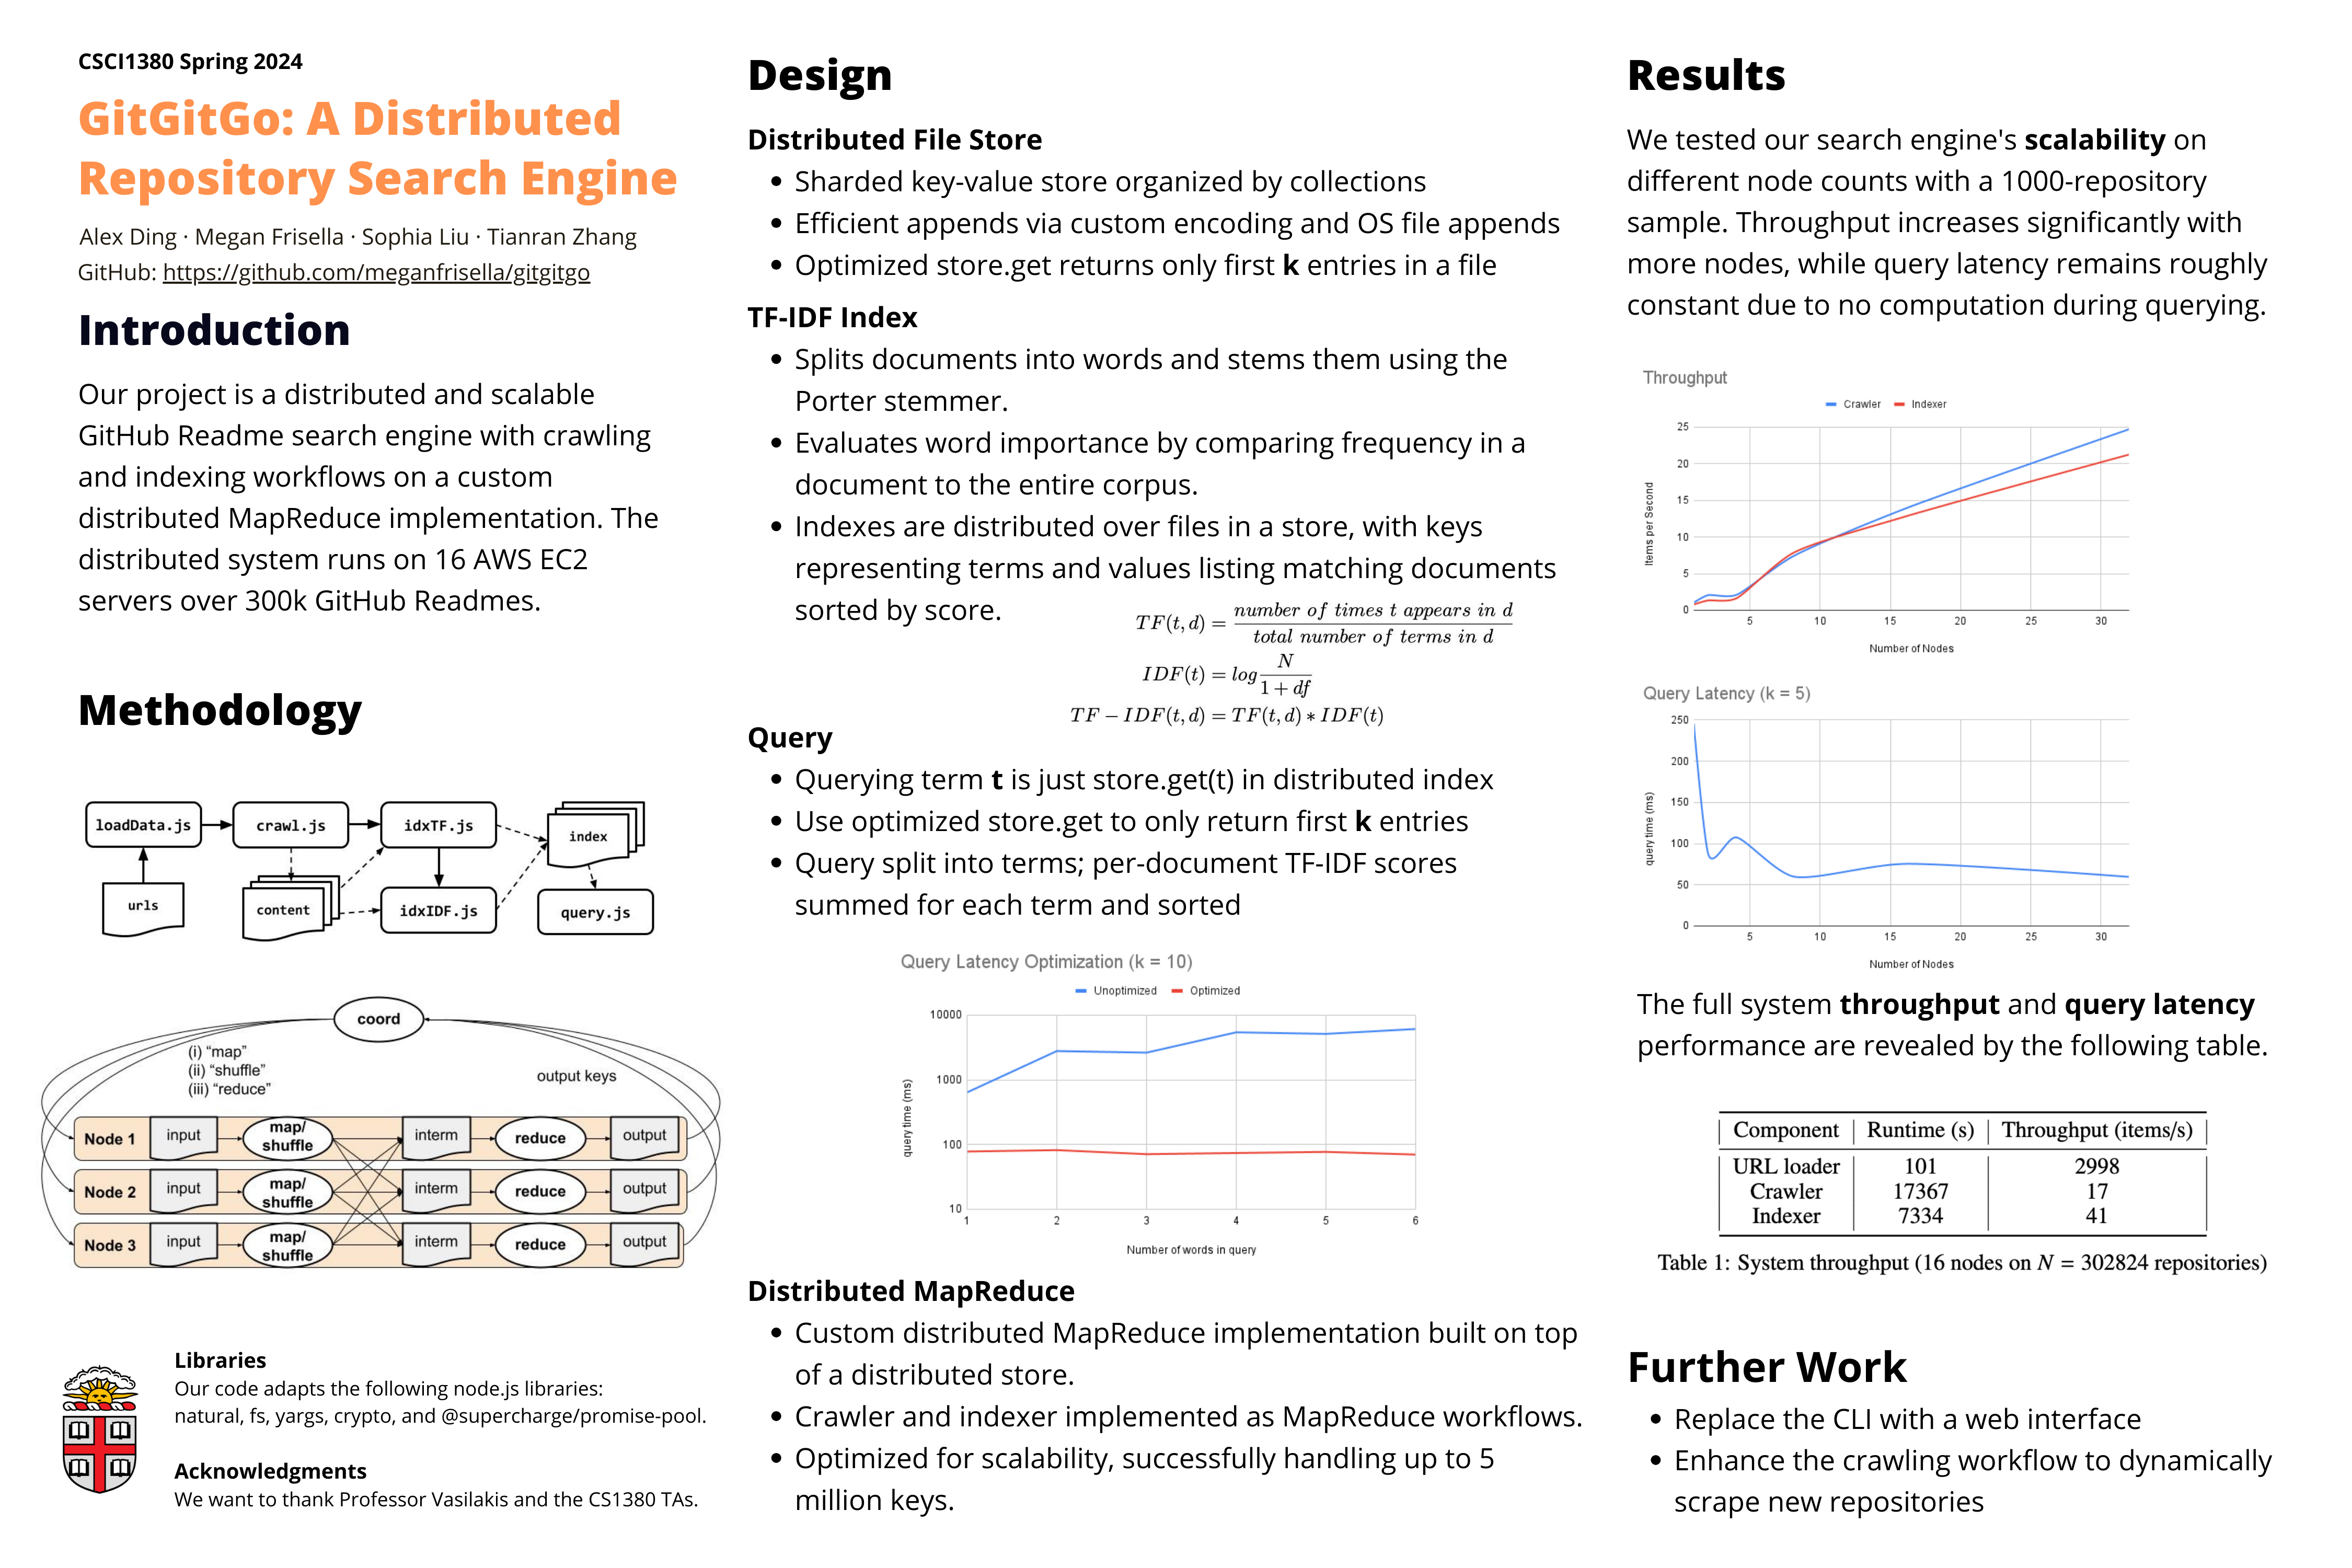 CSCI1380 Spring 2024
GitGitGo: A Distributed
Repository Search Engine
Alex Ding · Megan Frisella · Sophia Liu · Tianran Zhang
GitHub: https://github.com/meganfrisella/gitgitgo
Introduction
Our project is a distributed and scalable
GitHub Readme search engine with crawling
and indexing workflows on a custom
distributed MapReduce implementation. The
distributed system runs on 16 AWS EC2
servers over 300k GitHub Readmes.
Methodology
loadData.js
crawl.js
idxTF.js
index
urls
content
idxIDF.js
query.js
coord
(i) “map”
(ii) “shuffle”
(iii) “reduce”
output keys
Node 1 input map/ interm reduce output
shuffle
Node 2 input map/ interm reduce output
shuffle
Node 3 input map/ interm reduce output
shuffle
Libraries
Our code adapts the following node.js libraries:
natural, fs, yargs, crypto, and @supercharge/promise-pool.
Acknowledgments
We want to thank Professor Vasilakis and the CS1380 TAs.
Design
Distributed File Store
• Sharded key-value store organized by collections
• Efficient appends via custom encoding and OS file appends
• Optimized store.get returns only first k entries in a file
TF-IDF Index
• Splits documents into words and stems them using the
Porter stemmer.
• Evaluates word importance by comparing frequency in a
document to the entire corpus.
• Indexes are distributed over files in a store, with keys
representing terms and values listing matching documents
sorted by score.
TF(t, d) = number of times t appears in d / total number of terms in d
IDF(t) = log N / 1 + df
TF − IDF(t, d) = TF(t, d) ∗ IDF(t)
Query
• Querying term t is just store.get(t) in distributed index
• Use optimized store.get to only return first k entries
• Query split into terms; per-document TF-IDF scores
summed for each term and sorted
Query Latency Optimization (k = 10)
Unoptimized Optimized
10000
1000
100
10
query time (ms)
1 2 3 4 5 6
Number of words in query
Distributed MapReduce
• Custom distributed MapReduce implementation built on top
of a distributed store.
• Crawler and indexer implemented as MapReduce workflows.
• Optimized for scalability, successfully handling up to 5
million keys.
Results
We tested our search engine's scalability on
different node counts with a 1000-repository
sample. Throughput increases significantly with
more nodes, while query latency remains roughly
constant due to no computation during querying.
Throughput
Crawler Indexer
25
20
15
10
5
0
Items per Second
5 10 15 20 25 30
Number of Nodes
Query Latency (k = 5)
250
200
150
100
50
0
query time (ms)
5 10 15 20 25 30
Number of Nodes
The full system throughput and query latency
performance are revealed by the following table.
Component Runtime (s) Throughput (items/s)
URL loader 101 2998
Crawler 17367 17
Indexer 7334 41
Table 1: System throughput (16 nodes on N = 302824 repositories)
Further Work
• Replace the CLI with a web interface
• Enhance the crawling workflow to dynamically
scrape new repositories